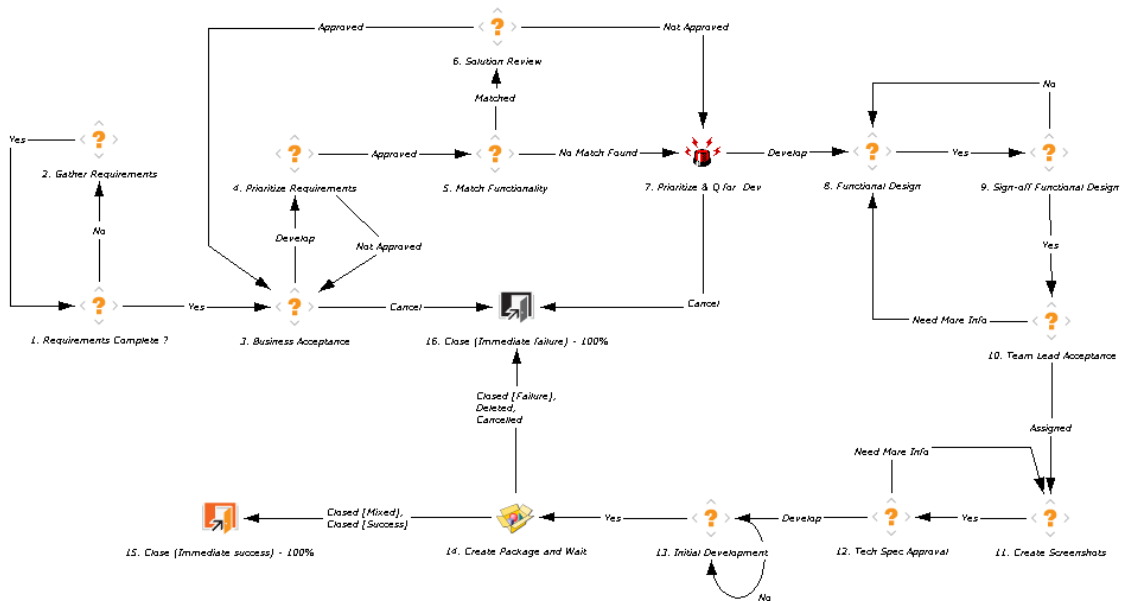 Approved
Not Approved
6. Solution Review
Matched
No
Yes
2. Gather Requirements
Approved
No Match Found
Develop
Yes
4. Prioritize Requirements
5. Match Functionality
7. Prioritize & Q for Dev
8. Functional Design
9. Sign-off Functional Design
No
Develop
Not Approved
Yes
Yes
Cancel
Cancel
Need More Info
1. Requirements Complete ?
3. Business Acceptance
16. Close (Immediate failure) - 100%
10. Team Lead Acceptance
Closed [Failure],
Deleted,
Cancelled
Assigned
Need More Info
Closed [Mixed],
Closed [Success]
Yes
Develop
Yes
15. Close (Immediate success) - 100%
14. Create Package and Wait
13. Initial Development
12. Tech Spec Approval
11. Create Screenshots
No